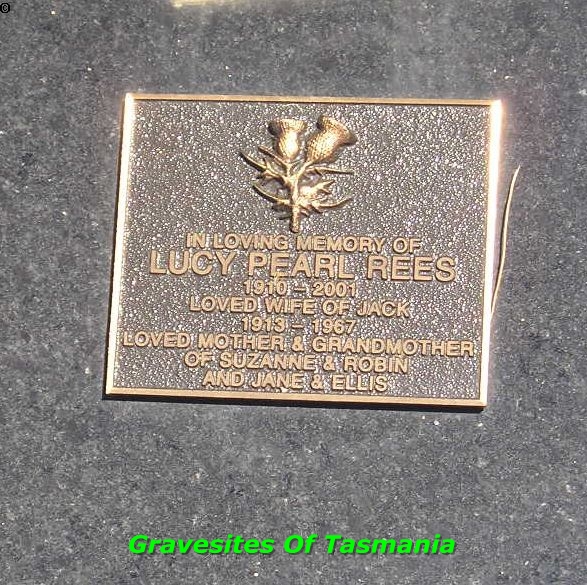 ©
IN LOVING MEMORY OF
LUCY PEARL REES
1910 - 2001
LOVED WIFE OF JACK
1913 - 1967
LOVED MOTHER & GRANDMOTHER
OF SUZANNE & ROBIN
AND JANE & ELLIS
Gravesites Of Tasmania